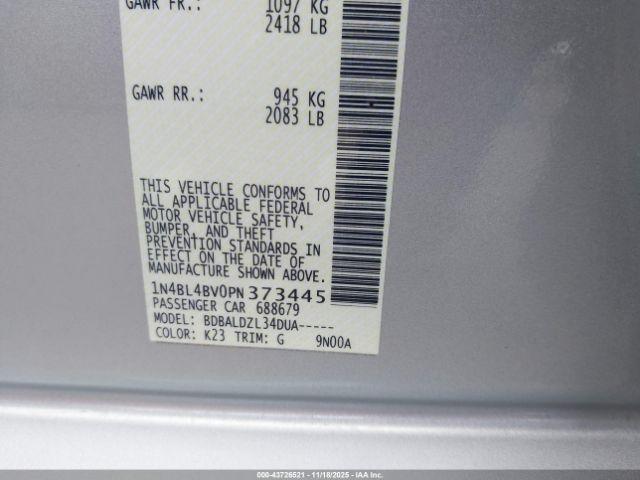 GAWR FR.: 1097 KG
2418 LB
GAWR RR.: 945 KG
2083 LB
THIS VEHICLE CONFORMS TO
ALL APPLICABLE FEDERAL
MOTOR VEHICLE SAFETY,
BUMPER, AND THEFT
PREVENTION STANDARDS IN
EFFECT ON THE DATE OF
MANUFACTURE SHOWN ABOVE.
1N4BL4BV0PN373445
PASSENGER CAR 688679
MODEL: BDBALDZL34DUA-----
COLOR: K23 TRIM: G 9N00A
000-43726521 - 11/18/2025 - IAA Inc.